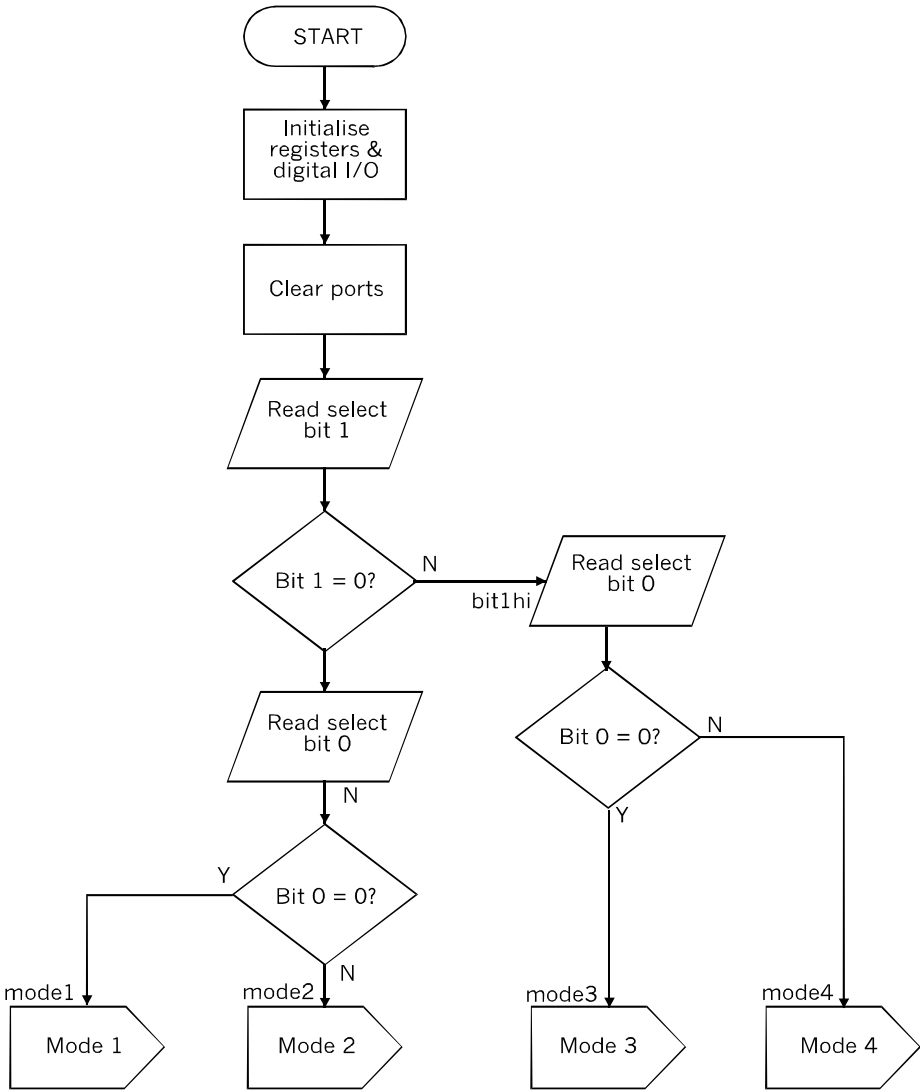 START
Initialise
registers &
digital I/O
Clear ports
Read select
bit 1
Bit 1 = 0?
N
bit1hi
Read select
bit 0
Read select
bit 0
N
Bit 0 = 0?
N
Y
Y
Bit 0 = 0?
N
mode1
Mode 1
mode2
Mode 2
mode3
Mode 3
mode4
Mode 4